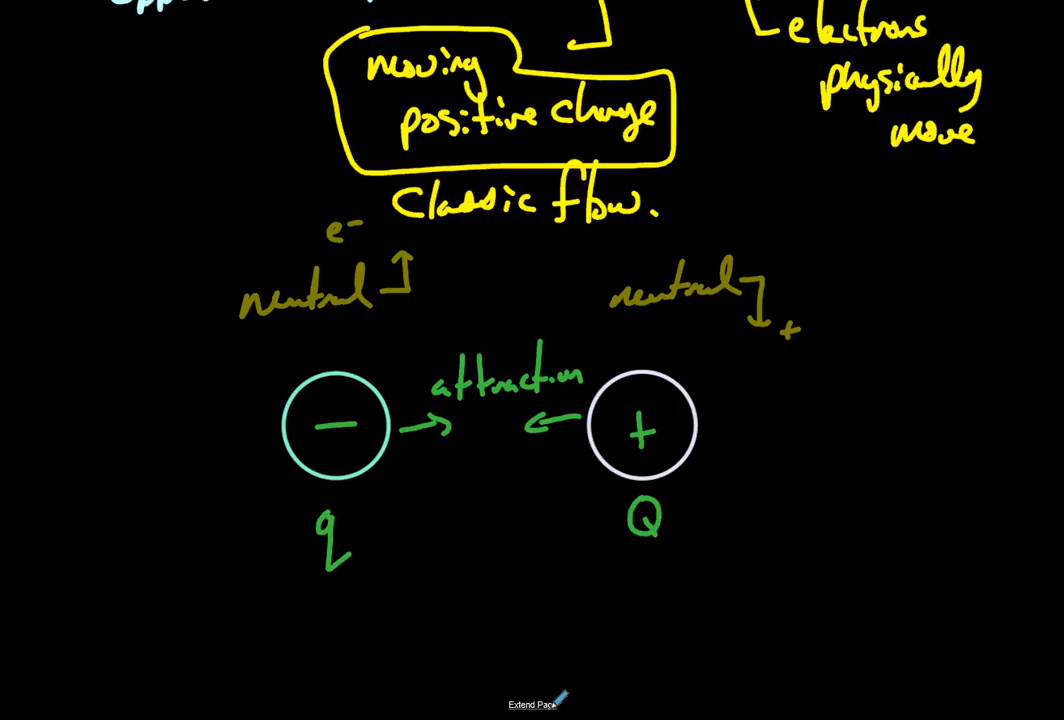 electrons
moving
physically
positive charge
move
Classic flow.
e-
neutral
neutral
+
attraction
-
+
q
Q
Extend Page